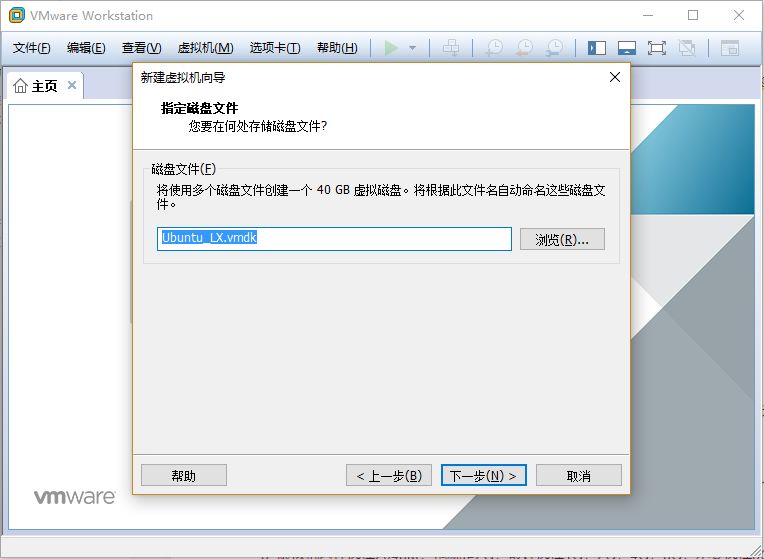 VMware Workstation
文件(F) 编辑(E) 查看(V) 虚拟机(M) 选项卡(T) 帮助(H)
主页
新建虚拟机向导
指定磁盘文件
您要在何处存储磁盘文件?
磁盘文件(F)
将使用多个磁盘文件创建一个 40 GB 虚拟磁盘。将根据此文件名自动命名这些磁盘文
件。
Ubuntu_LX.vmdk
浏览(R)...
帮助
< 上一步(B)
下一步(N) >
取消
vmware